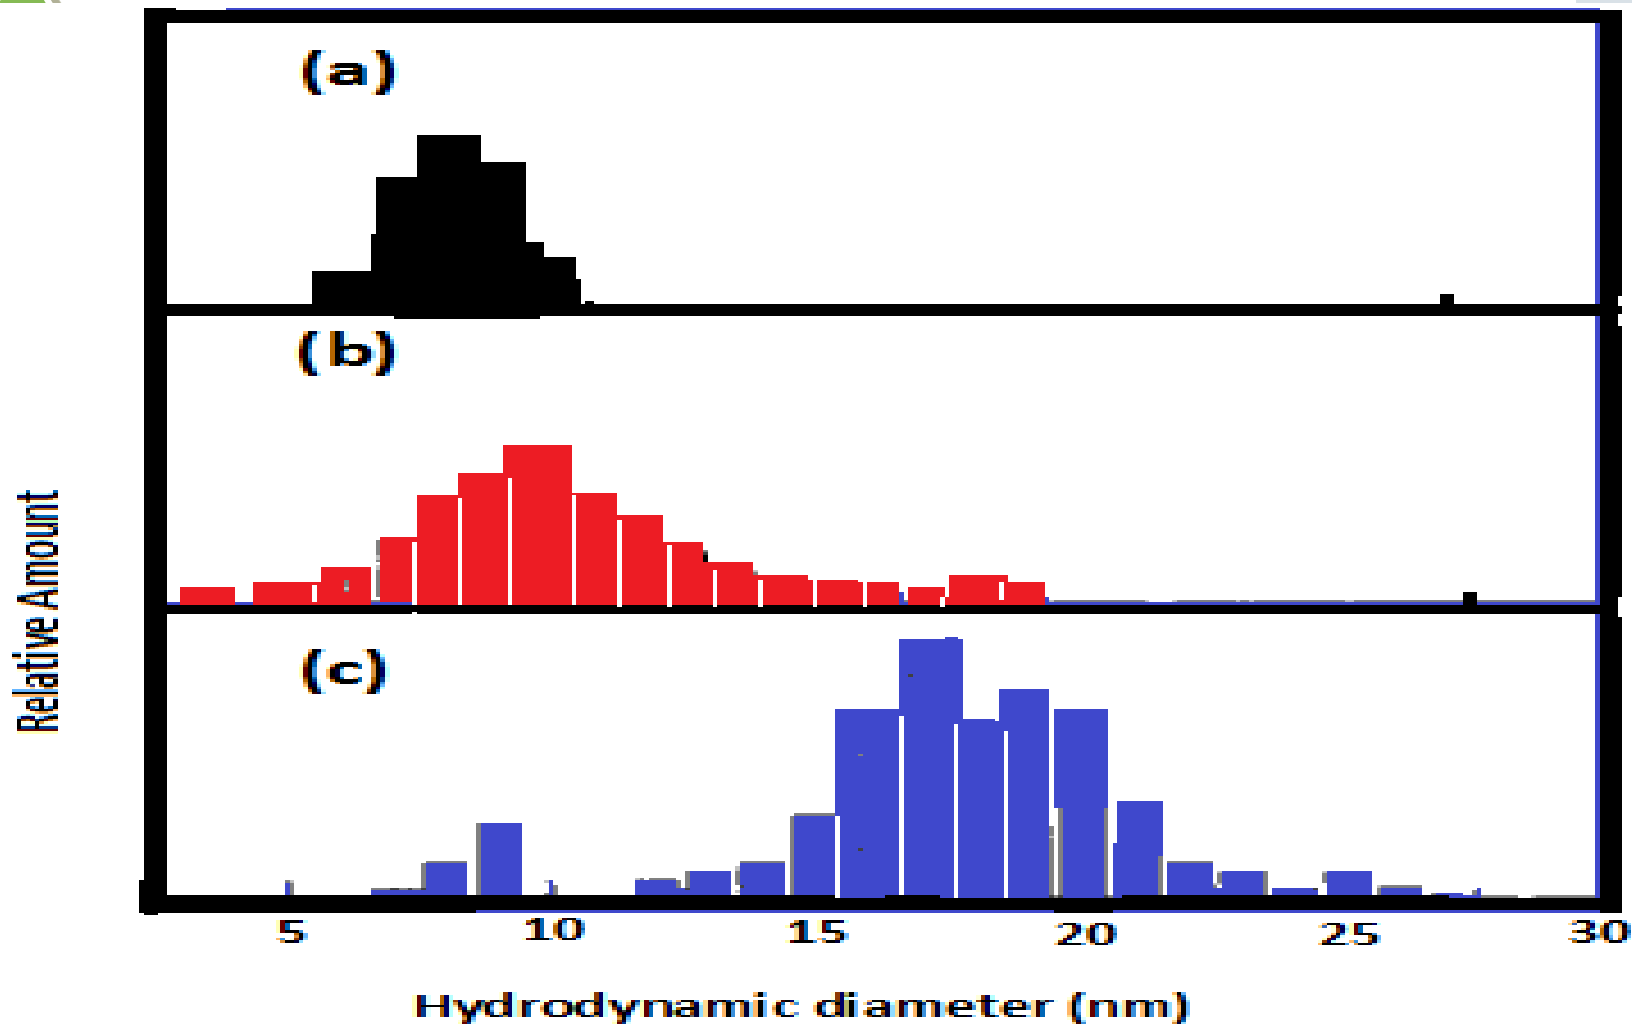 (a)
(b)
(c)
Relative Amount
5 10 15 20 25 30
Hydrodynamic diameter (nm)